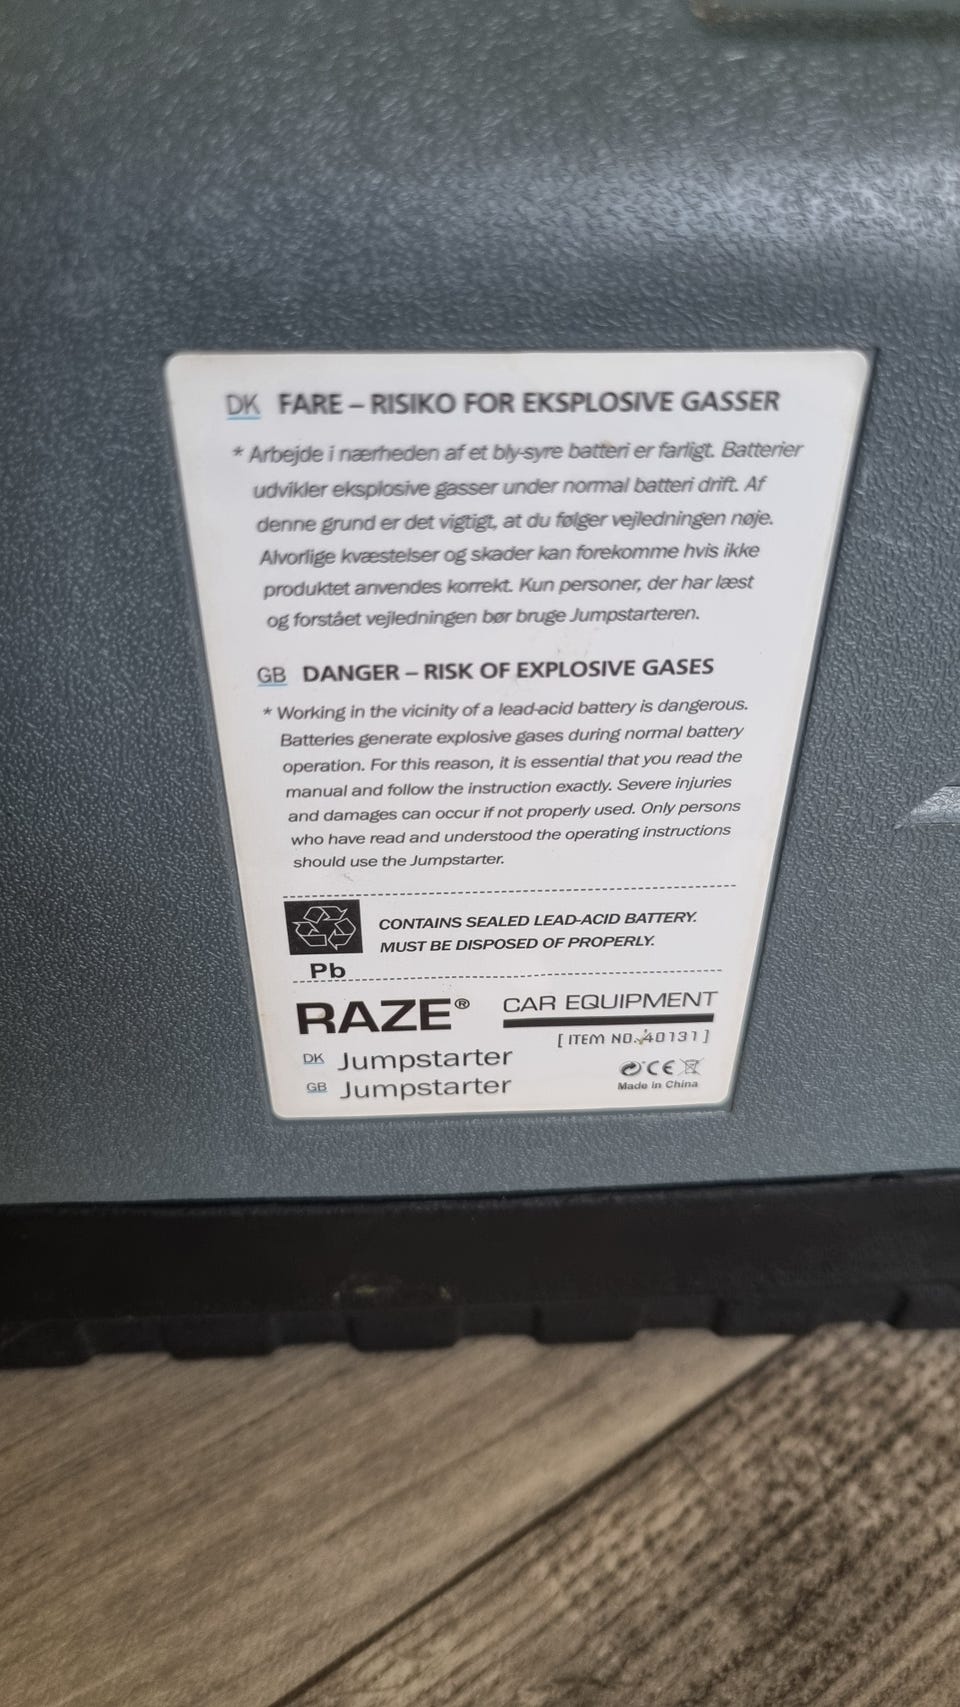 DK FARE – RISIKO FOR EKSPLOSIVE GASSER
* Arbejde i nærheden af et bly-syre batteri er farligt. Batterier
udvikler eksplosive gasser under normal batteri drift. Af
denne grund er det vigtigt, at du følger vejledningen nøje.
Alvorlige kvæstelser og skader kan forekomme hvis ikke
produktet anvendes korrekt. Kun personer, der har læst
og forstået vejledningen bør bruge Jumpstarteren.
GB DANGER – RISK OF EXPLOSIVE GASES
* Working in the vicinity of a lead-acid battery is dangerous.
Batteries generate explosive gases during normal battery
operation. For this reason, it is essential that you read the
manual and follow the instruction exactly. Severe injuries
and damages can occur if not properly used. Only persons
who have read and understood the operating instructions
should use the Jumpstarter.
CONTAINS SEALED LEAD-ACID BATTERY.
MUST BE DISPOSED OF PROPERLY.
Pb
RAZE® CAR EQUIPMENT
[ ITEM NO. 40131 ]
DK Jumpstarter
GB Jumpstarter
CE
Made in China